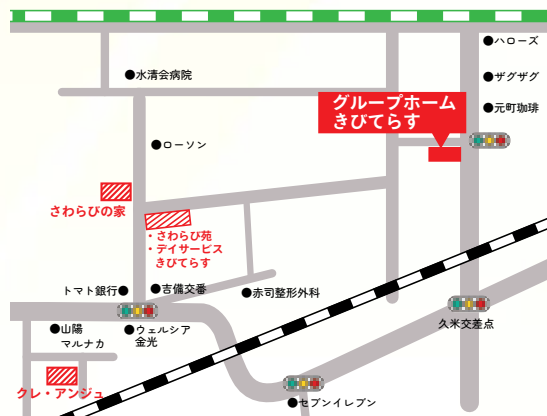 ●ハローズ
●水清会病院
●ザグザグ
グループホーム
きびてらす
●元町珈琲
●ローソン
さわらびの家
・さわらび苑
・デイサービス
きびてらす
トマト銀行●
●吉備交番
●赤司整形外科
●山陽
マルナカ
●ウェルシア
金光
久米交差点
クレ・アンジュ
●セブンイレブン